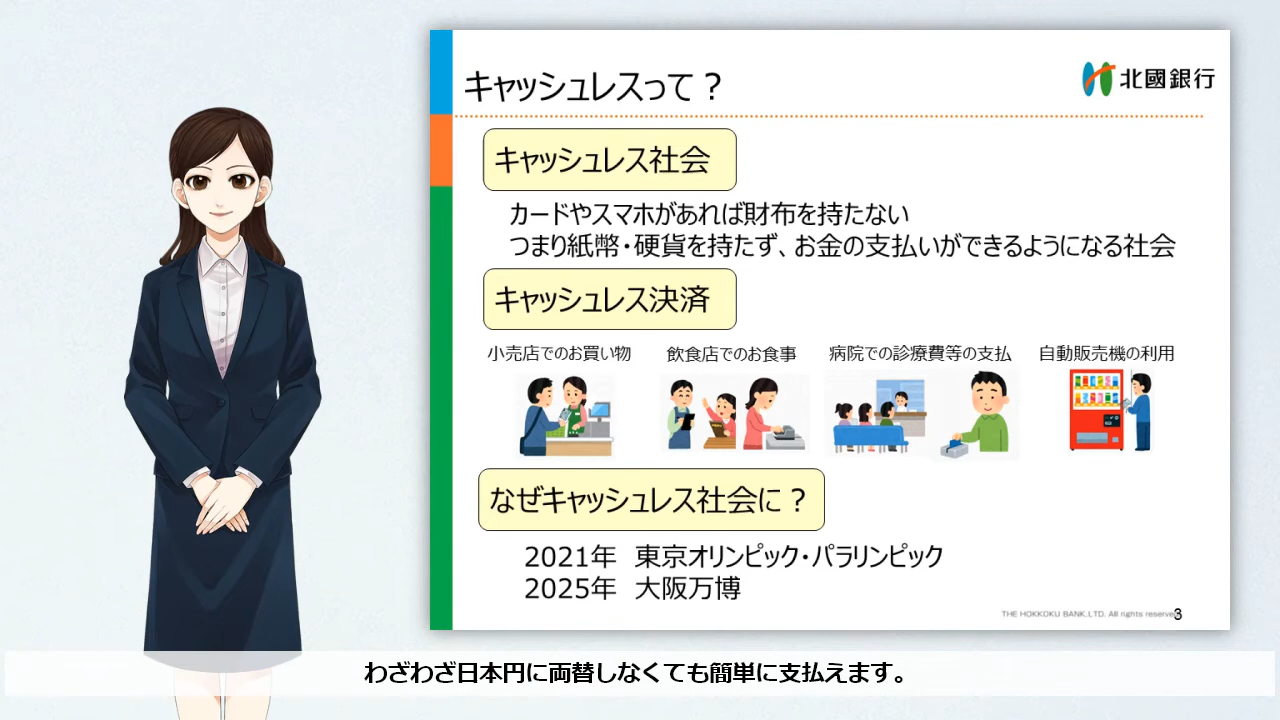 キャッシュレスって？
北國銀行
キャッシュレス社会
カードやスマホがあれば財布を持たない
つまり紙幣・硬貨を持たず、お金の支払いができるようになる社会
キャッシュレス決済
小売店でのお買い物
飲食店でのお食事
病院での診療費等の支払
自動販売機の利用
なぜキャッシュレス社会に？
2021年　東京オリンピック・パラリンピック
2025年　大阪万博
THE HOKKOKU BANK,LTD. All rights reserve
3
わざわざ日本円に両替しなくても簡単に支払えます。